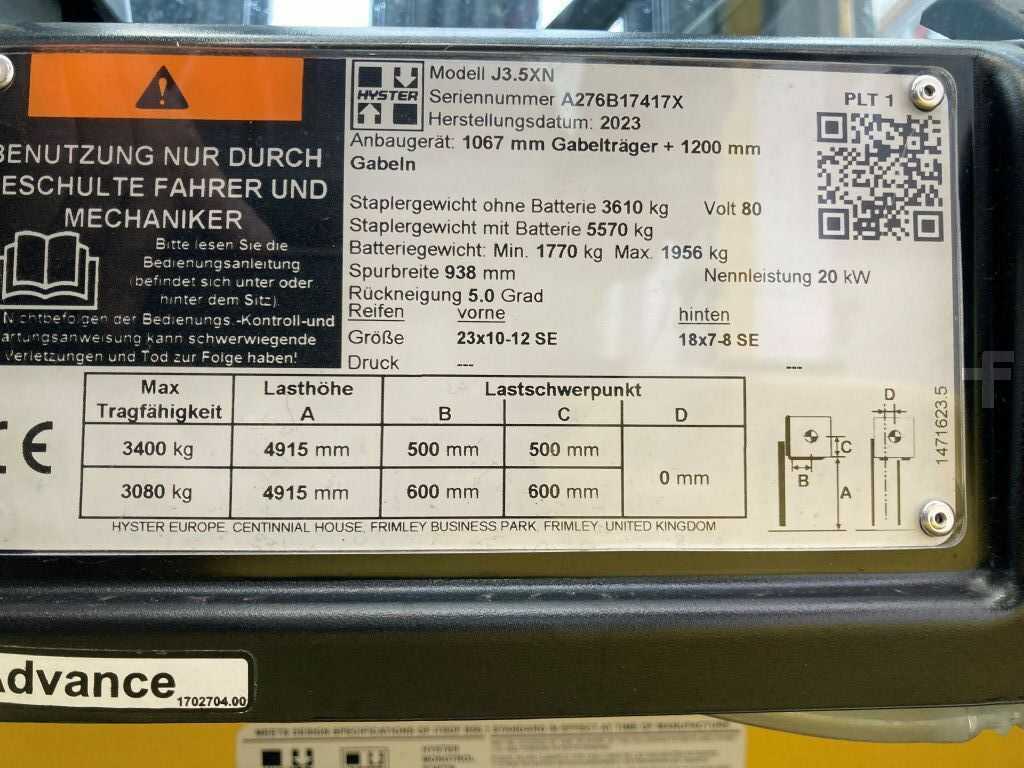 BENUTZUNG NUR DURCH
GESCHULTE FAHRER UND
MECHANIKER
Bitte lesen Sie die
Bedienungsanleitung
(befindet sich unter oder
hinter dem Sitz).
Nichtbefolgen der Bedienungs.-Kontroll-und
artungsanweisung kann schwerwiegende
Verletzungen und Tod zur Folge haben!
HYSTER
Modell J3.5XN
Seriennummer A276B17417X
Herstellungsdatum: 2023
PLT 1
Anbaugerät: 1067 mm Gabelträger + 1200 mm
Gabeln
Staplergewicht ohne Batterie 3610 kg Volt 80
Staplergewicht mit Batterie 5570 kg
Batteriegewicht: Min. 1770 kg Max. 1956 kg
Spurbreite 938 mm Nennleistung 20 kW
Rückneigung 5.0 Grad
Reifen vorne hinten
Größe 23x10-12 SE 18x7-8 SE
Druck --- ---
Max Lasthöhe Lastschwerpunkt
Tragfähigkeit A B C D
3400 kg 4915 mm 500 mm 500 mm 0 mm
3080 kg 4915 mm 600 mm 600 mm
D
C
B
A
1471623.5
CE
HYSTER EUROPE, CENTINNIAL HOUSE, FRIMLEY BUSINESS PARK, FRIMLEY, UNITED KINGDOM
F
Advance
1702704.00
HYSTER